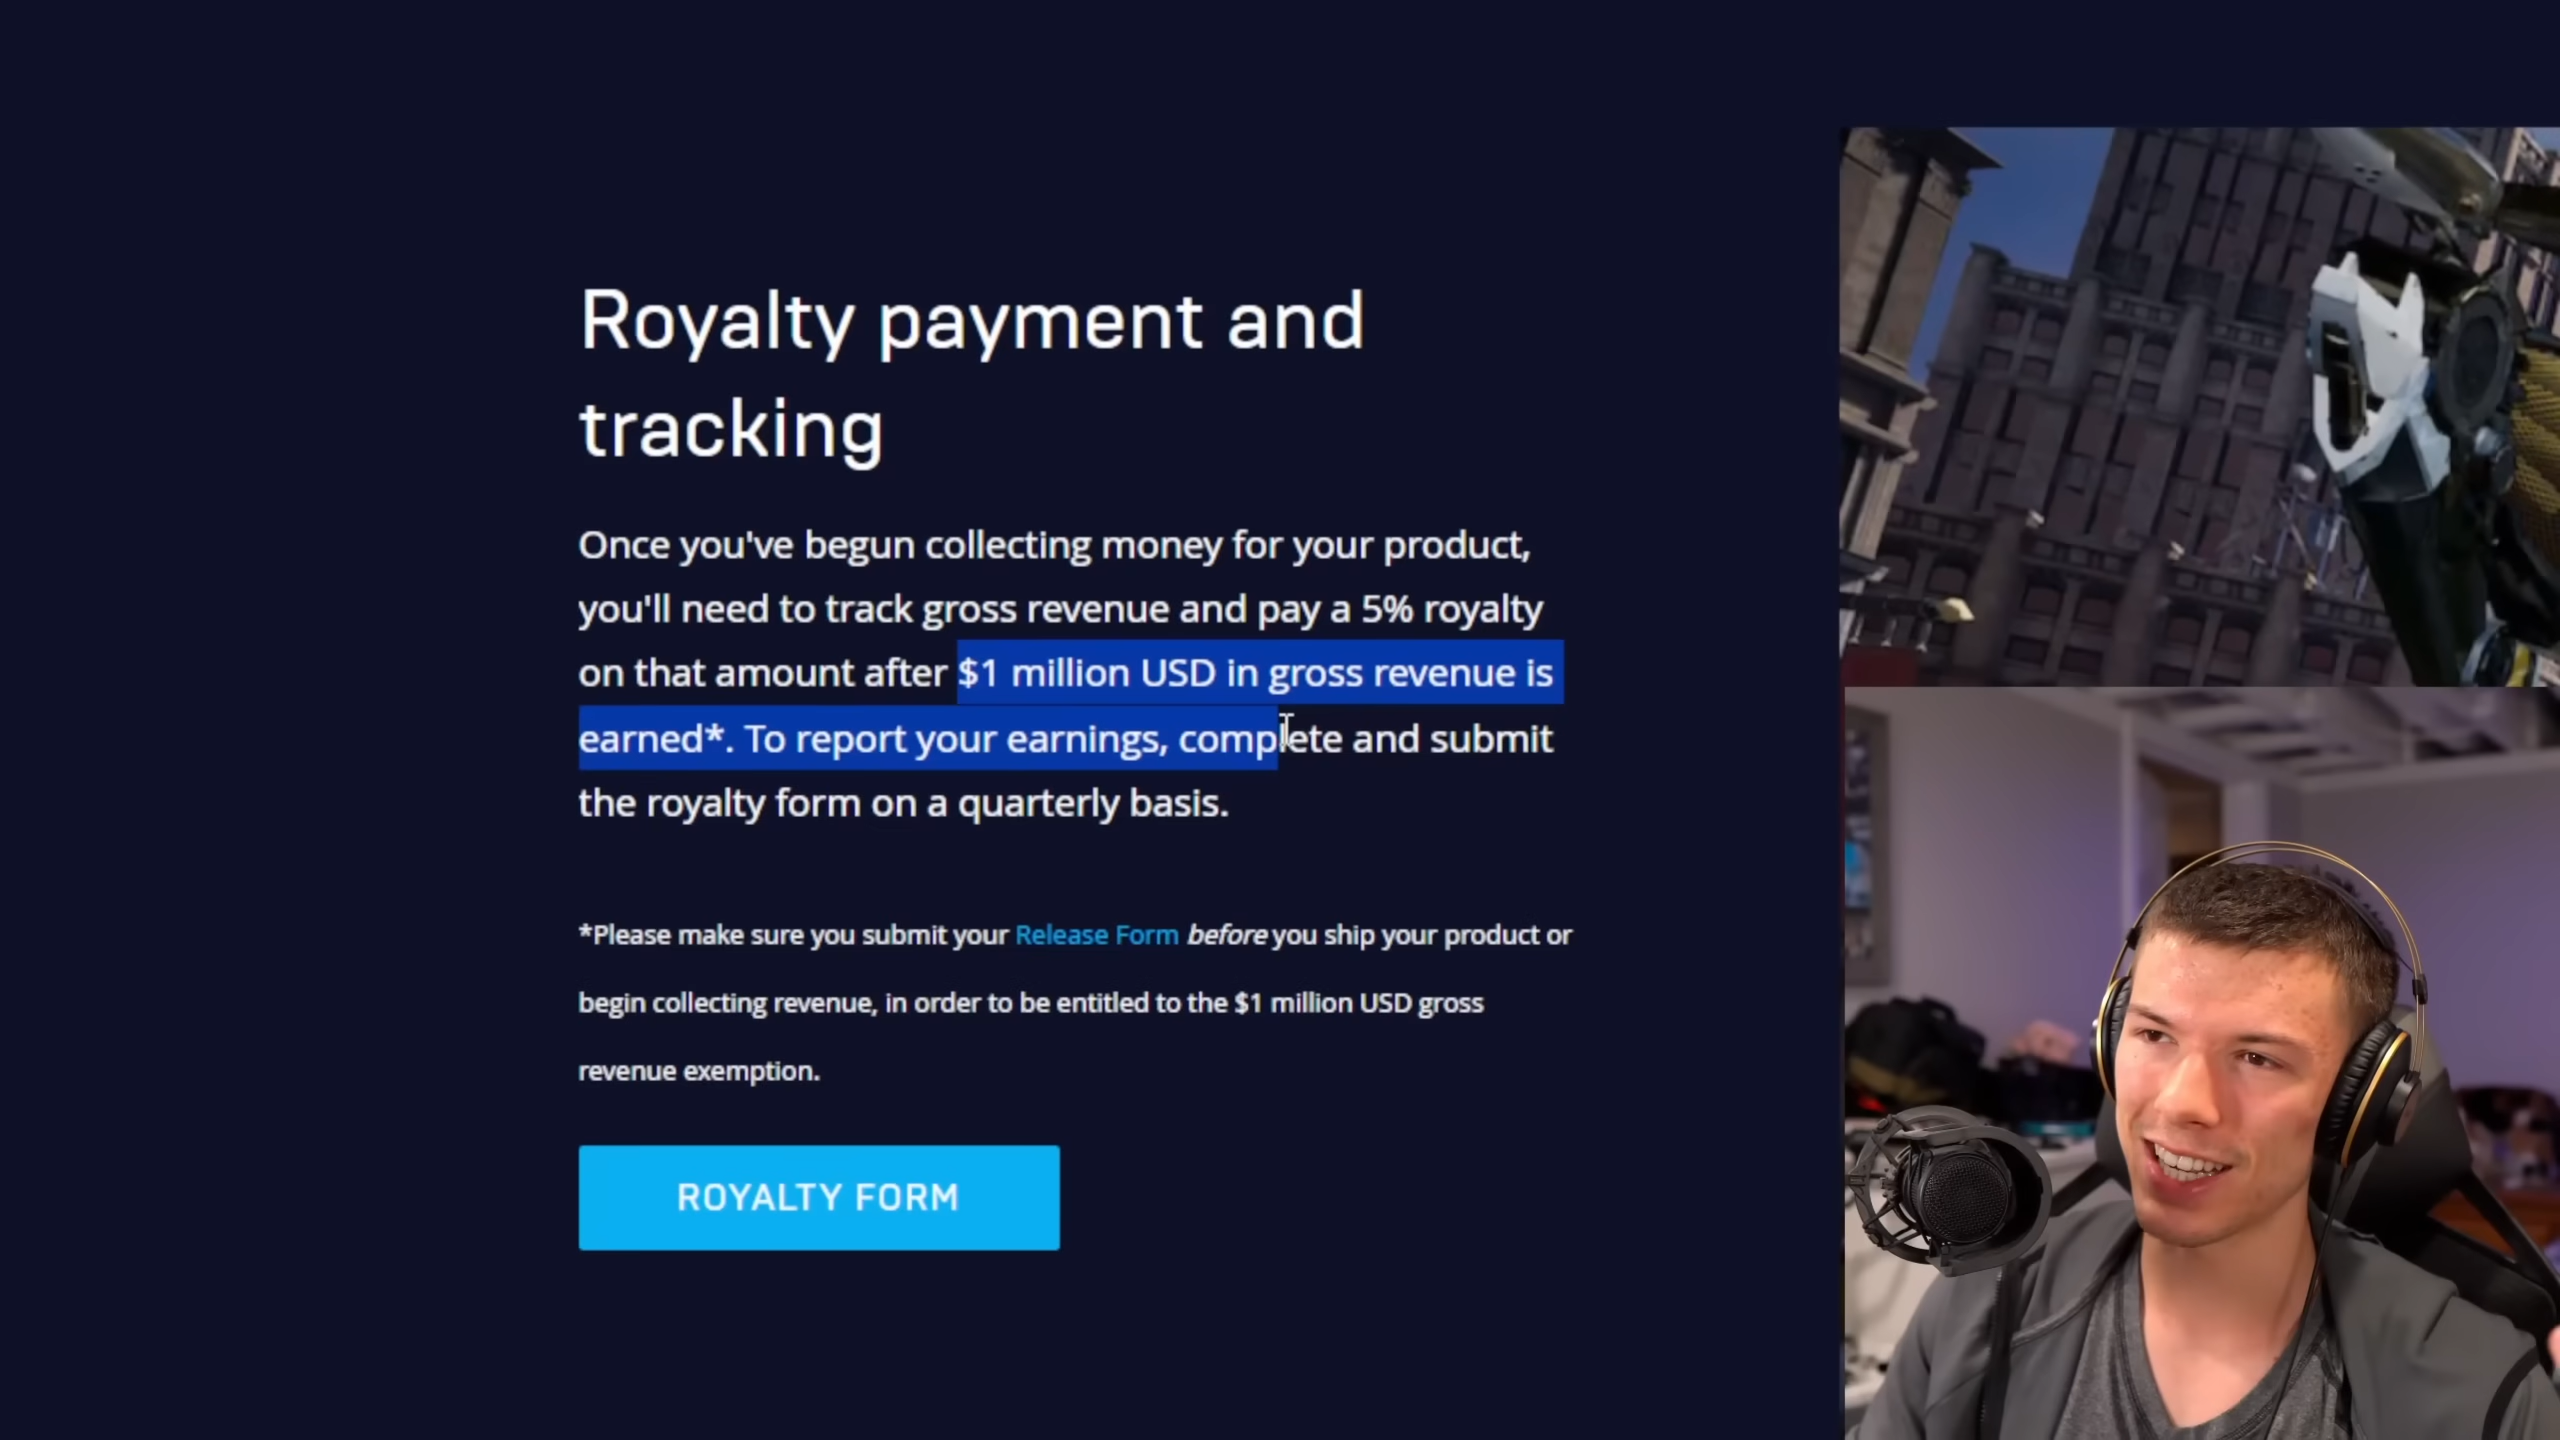 Royalty payment and
tracking
Once you've begun collecting money for your product,
you'll need to track gross revenue and pay a 5% royalty
on that amount after $1 million USD in gross revenue is
earned*. To report your earnings, complete and submit
the royalty form on a quarterly basis.
*Please make sure you submit your Release Form before you ship your product or
begin collecting revenue, in order to be entitled to the $1 million USD gross
revenue exemption.
ROYALTY FORM